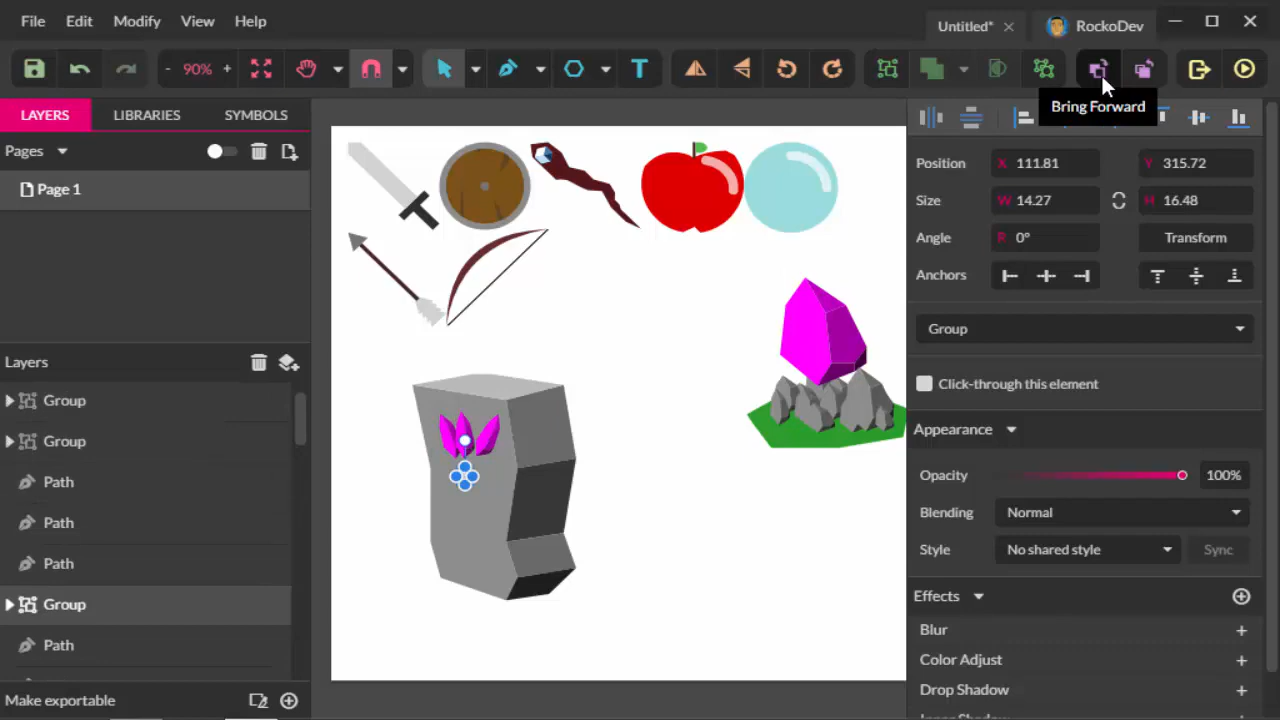 File Edit Modify View Help
Untitled* RockoDev
- 90% +
T
Bring Forward
LAYERS LIBRARIES SYMBOLS
Pages
Page 1
Layers
Group
Group
Path
Path
Path
Group
Path
Make exportable
Position X 111.81 Y 315.72
Size W 14.27 H 16.48
Angle R 0° Transform
Anchors
Group
Click-through this element
Appearance
Opacity 100%
Blending Normal
Style No shared style Sync
Effects
Blur +
Color Adjust +
Drop Shadow +